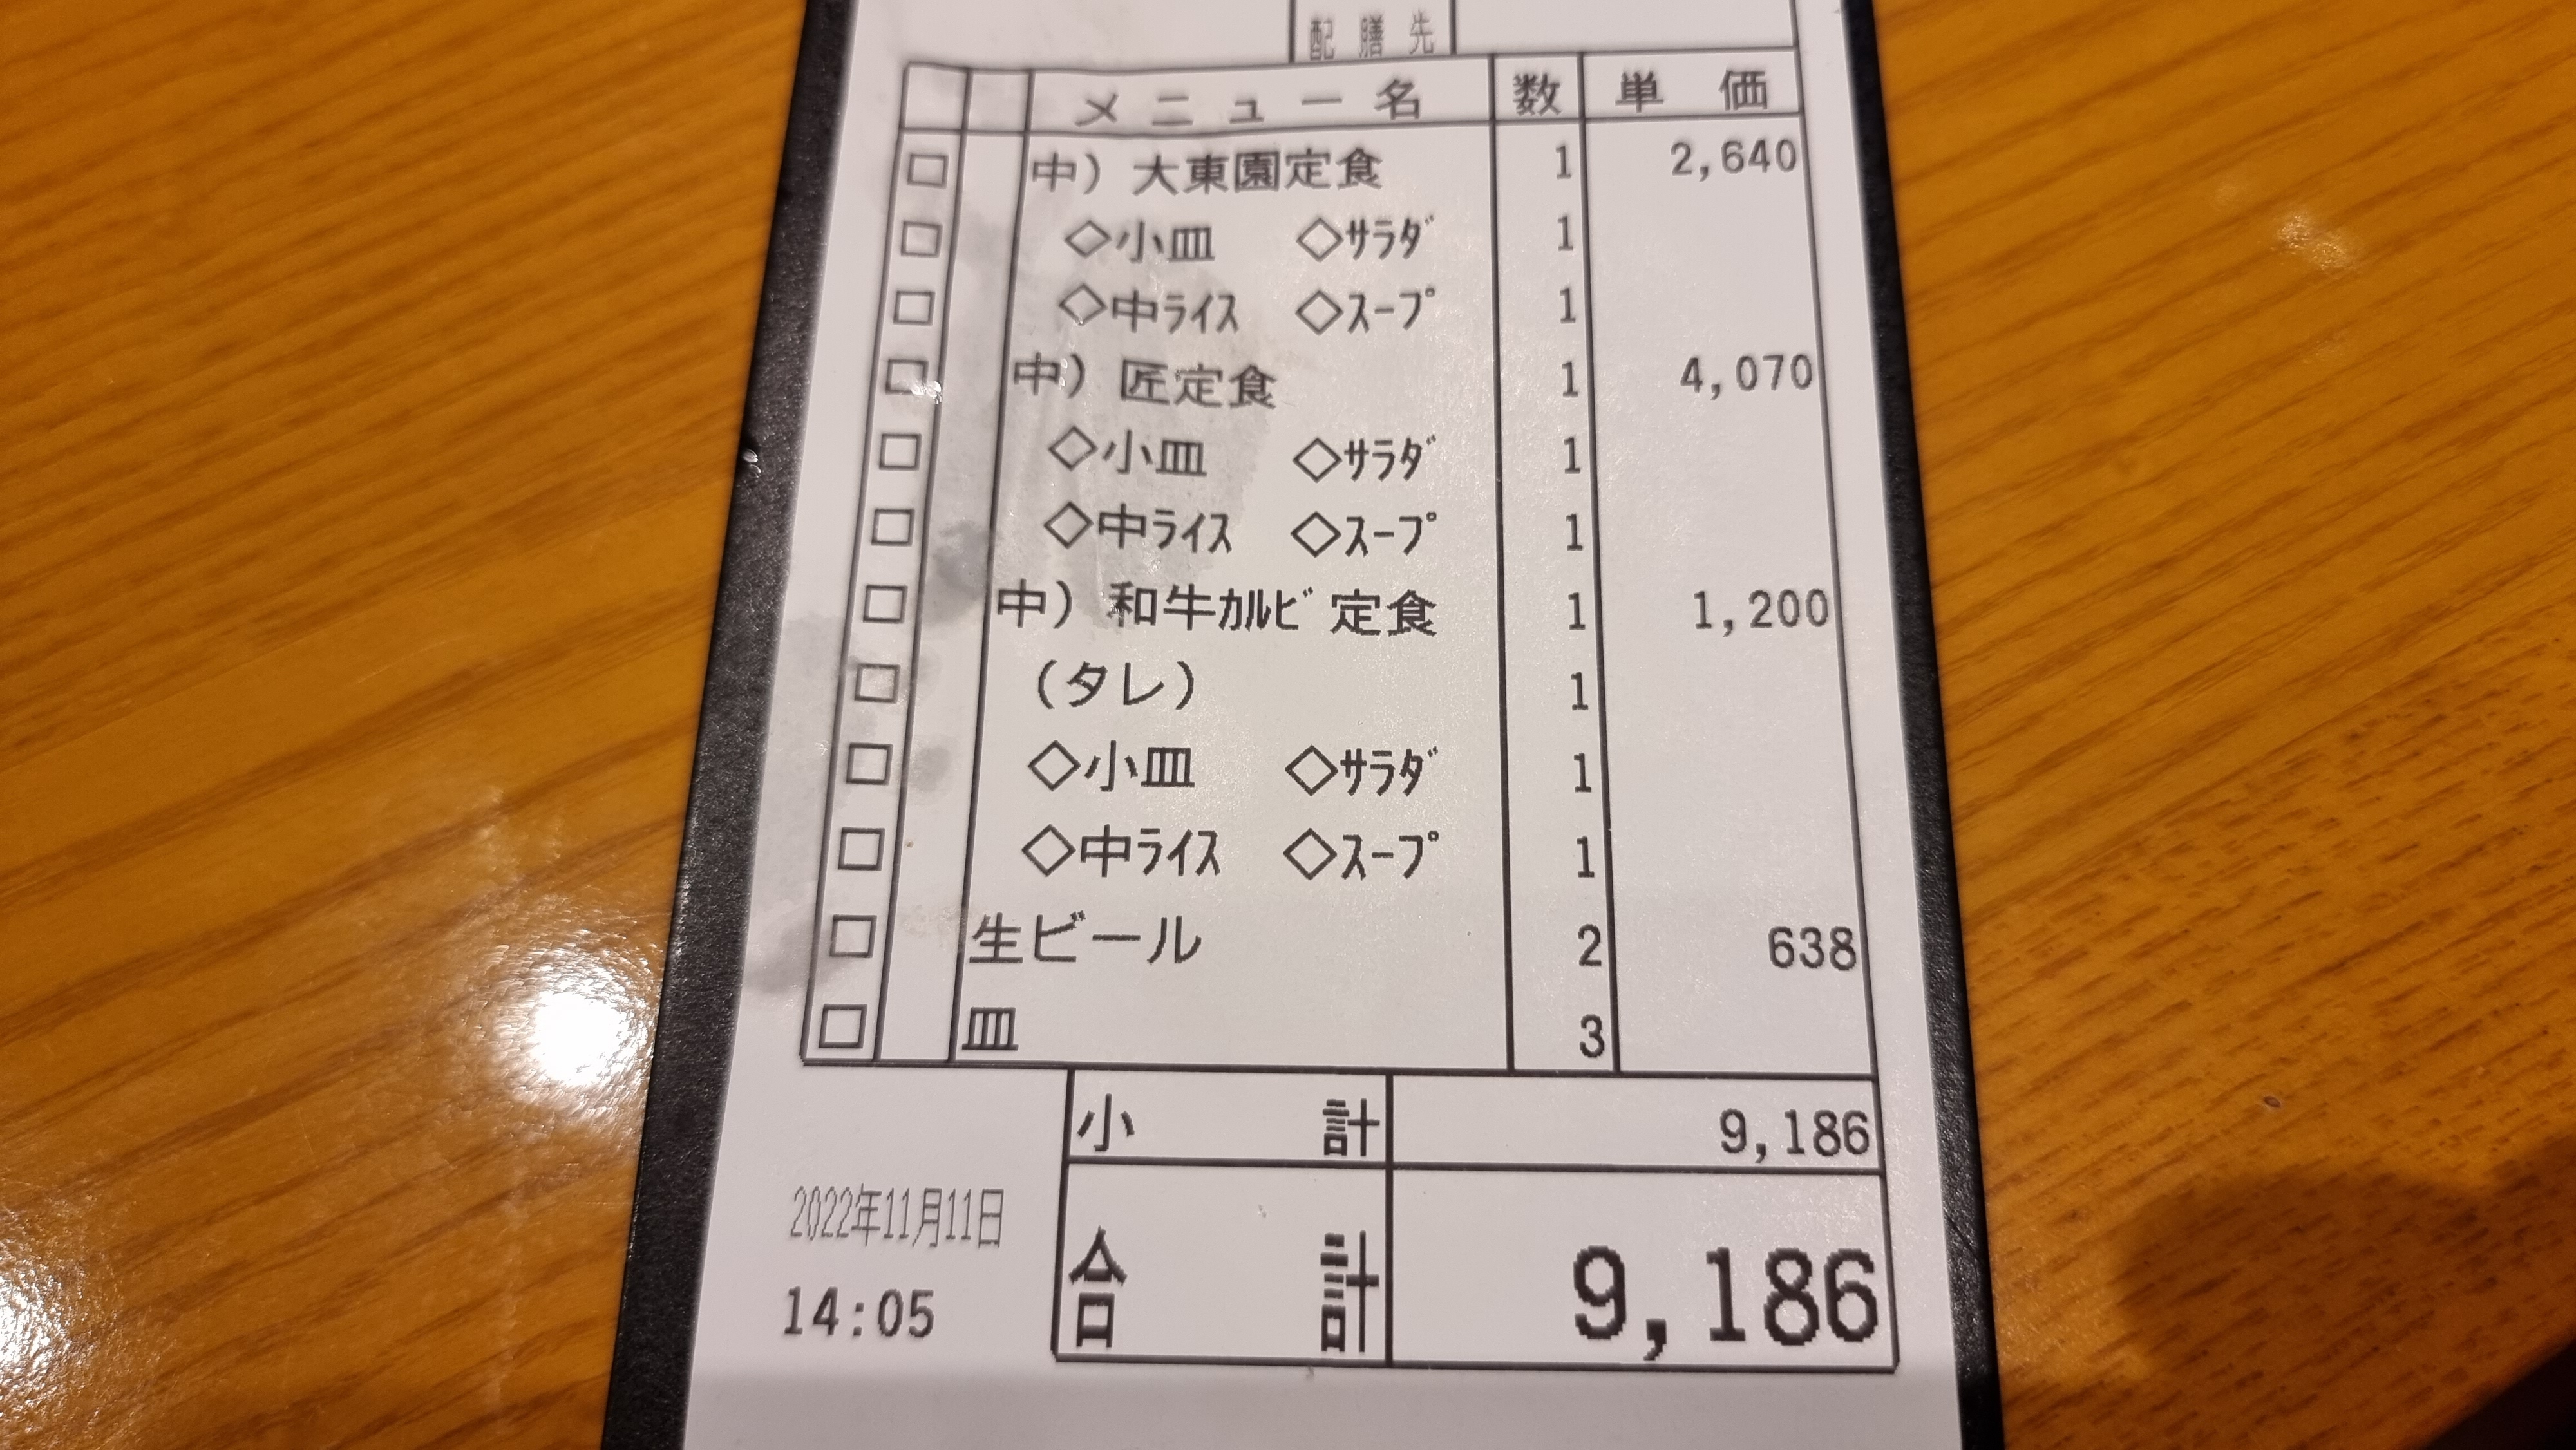 配膳先
メニュー名 数 単価
□ 中）大東園定食 1 2,640
□ ◇小皿 ◇ｻﾗﾀﾞ 1
□ ◇中ﾗｲｽ ◇ｽｰﾌﾟ 1
□ 中）匠定食 1 4,070
□ ◇小皿 ◇ｻﾗﾀﾞ 1
□ ◇中ﾗｲｽ ◇ｽｰﾌﾟ 1
□ 中）和牛ｶﾙﾋﾞ定食 1 1,200
□ （タレ） 1
□ ◇小皿 ◇ｻﾗﾀﾞ 1
□ ◇中ﾗｲｽ ◇ｽｰﾌﾟ 1
□ 生ビール 2 638
□ 皿 3
小計 9,186
2022年11月11日
合計 9,186
14:05